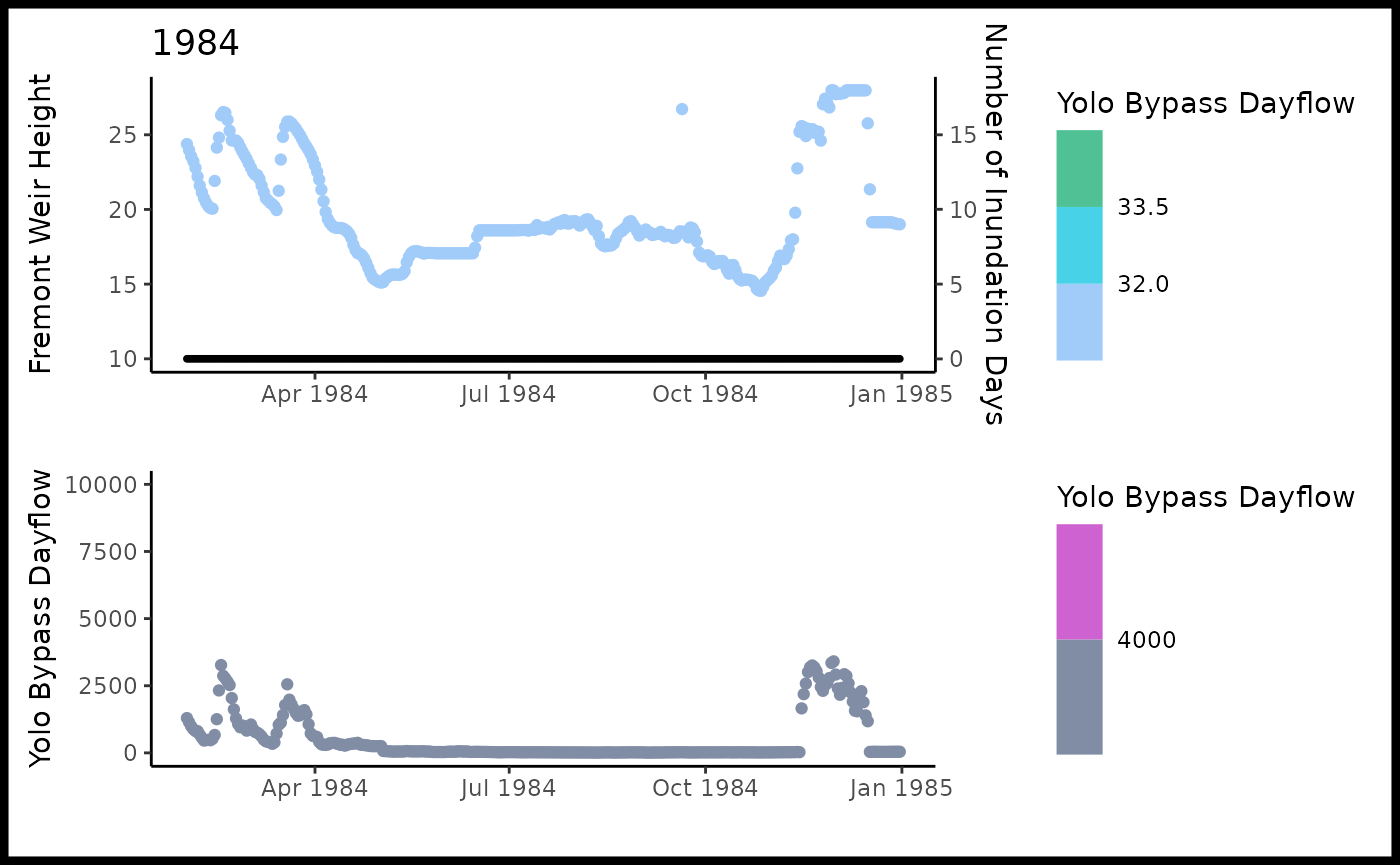 1984
Fremont Weir Height
25
20
15
10
Number of Inundation Days
15
10
5
0
Apr 1984
Jul 1984
Oct 1984
Jan 1985
Yolo Bypass Dayflow
33.5
32.0
Yolo Bypass Dayflow
10000
7500
5000
2500
0
Apr 1984
Jul 1984
Oct 1984
Jan 1985
Yolo Bypass Dayflow
4000